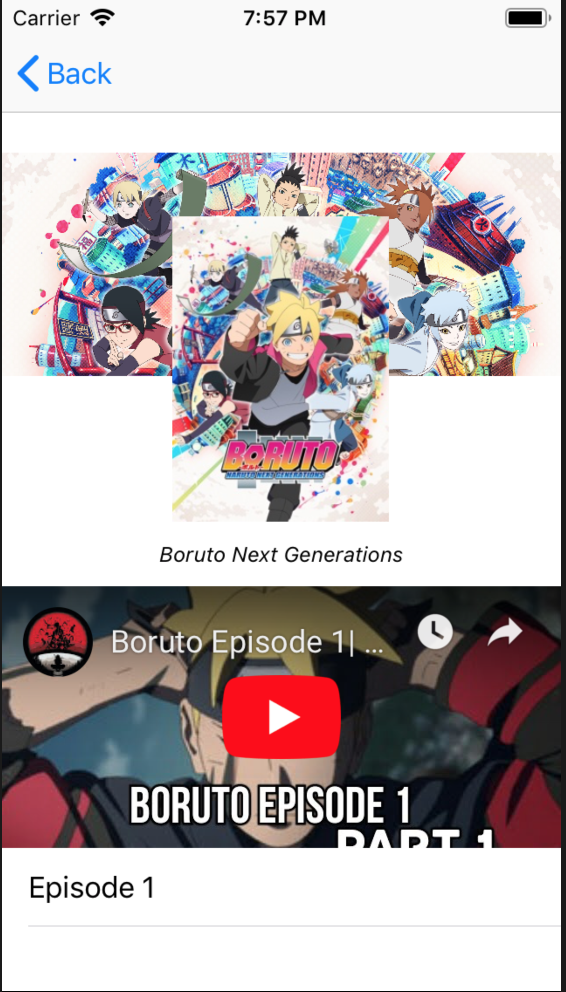 Carrier 7:57 PM
Back
BORUTO
NARUTO NEXT GENERATIONS
Boruto Next Generations
Boruto Episode 1| ...
BORUTO EPISODE 1
PART 1
Episode 1